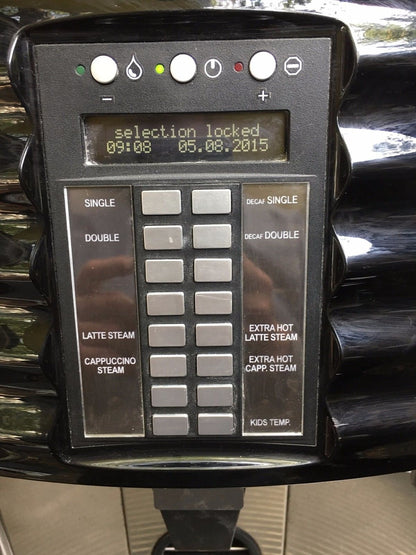 − +
selection locked
09:08 05.08.2015
SINGLE DECAF SINGLE
DOUBLE DECAF DOUBLE
LATTE STEAM
EXTRA HOT
LATTE STEAM
CAPPUCCINO
STEAM
EXTRA HOT
CAPP. STEAM
KIDS TEMP.